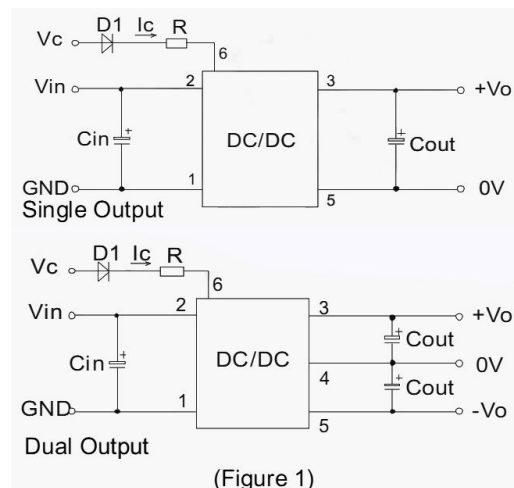 D1 Ic R
Vc
6
Vin 2 3 +Vo
+ +
Cin DC/DC Cout
GND 1 0V
5
Single Output
D1 Ic R
Vc
6
Vin 2 3 +Vo
+ Cout
Cin + DC/DC 4 0V
+ Cout
GND 1 -Vo
5
Dual Output
(Figure 1)